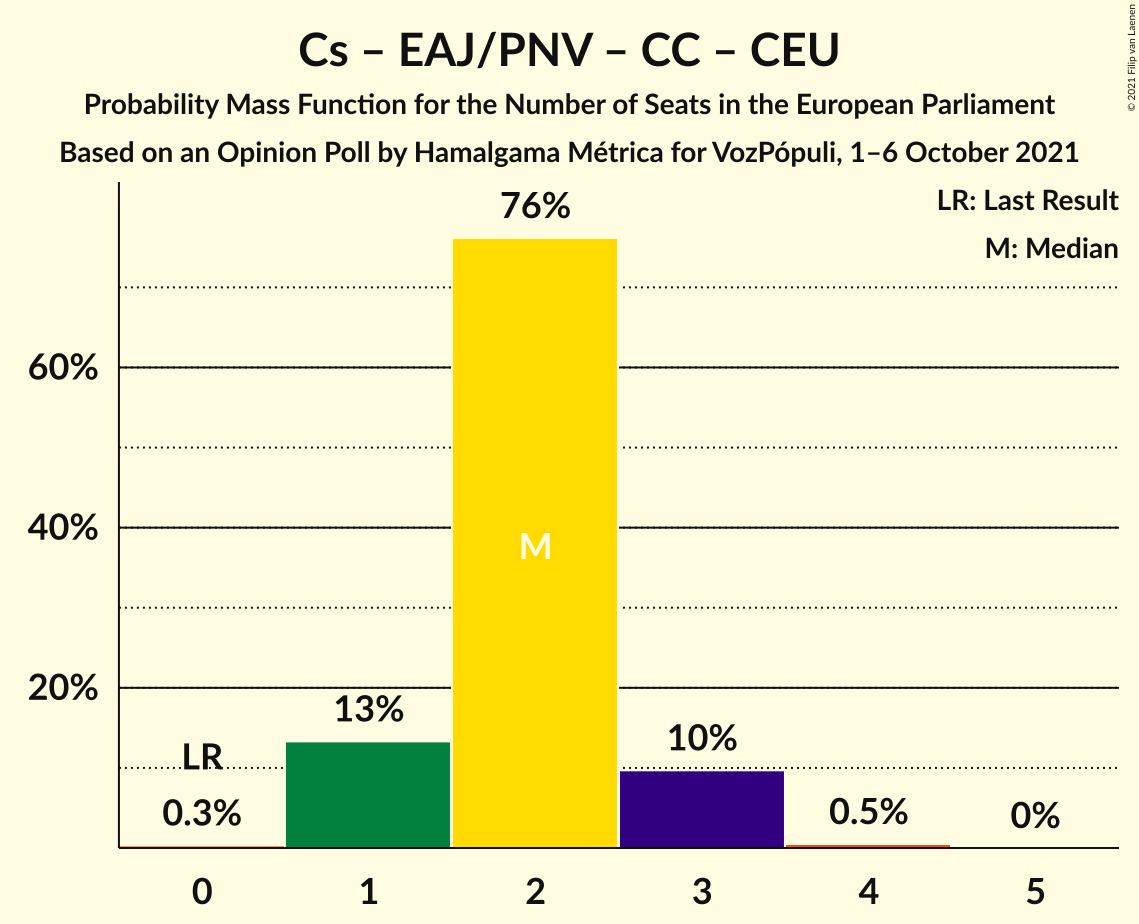 Cs – EAJ/PNV – CC – CEU
Probability Mass Function for the Number of Seats in the European Parliament
Based on an Opinion Poll by Hamalgama Métrica for VozPópuli, 1–6 October 2021
© 2021 Filip van Laenen
LR: Last Result
M: Median
76%
60%
40%
M
20%
13%
LR
10%
0.3%
0.5%
0%
0 1 2 3 4 5